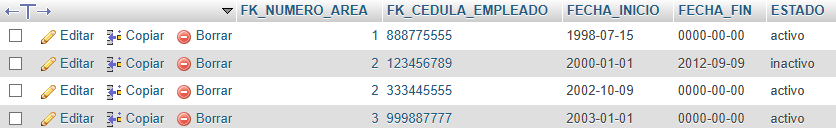 FK_NUMERO_AREA FK_CEDULA_EMPLEADO FECHA_INICIO FECHA_FIN ESTADO
Editar Copiar Borrar 1 888775555 1998-07-15 0000-00-00 activo
Editar Copiar Borrar 2 123456789 2000-01-01 2012-09-09 inactivo
Editar Copiar Borrar 2 333445555 2002-10-09 0000-00-00 activo
Editar Copiar Borrar 3 999887777 2003-01-01 0000-00-00 activo